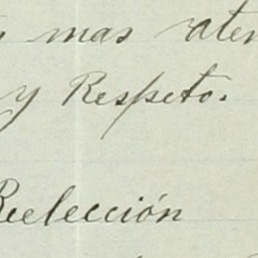 mas aten
y Respeto.
Reelección